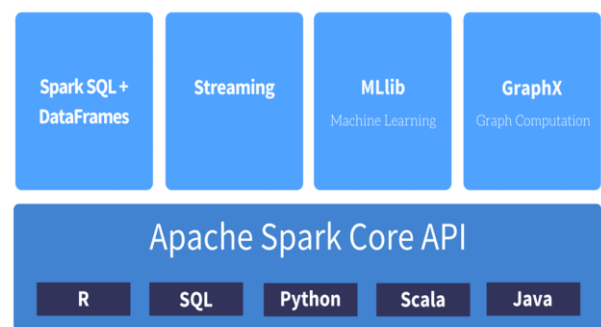 Spark SQL +
DataFrames
Streaming
MLlib
Machine Learning
GraphX
Graph Computation
Apache Spark Core API
R
SQL
Python
Scala
Java